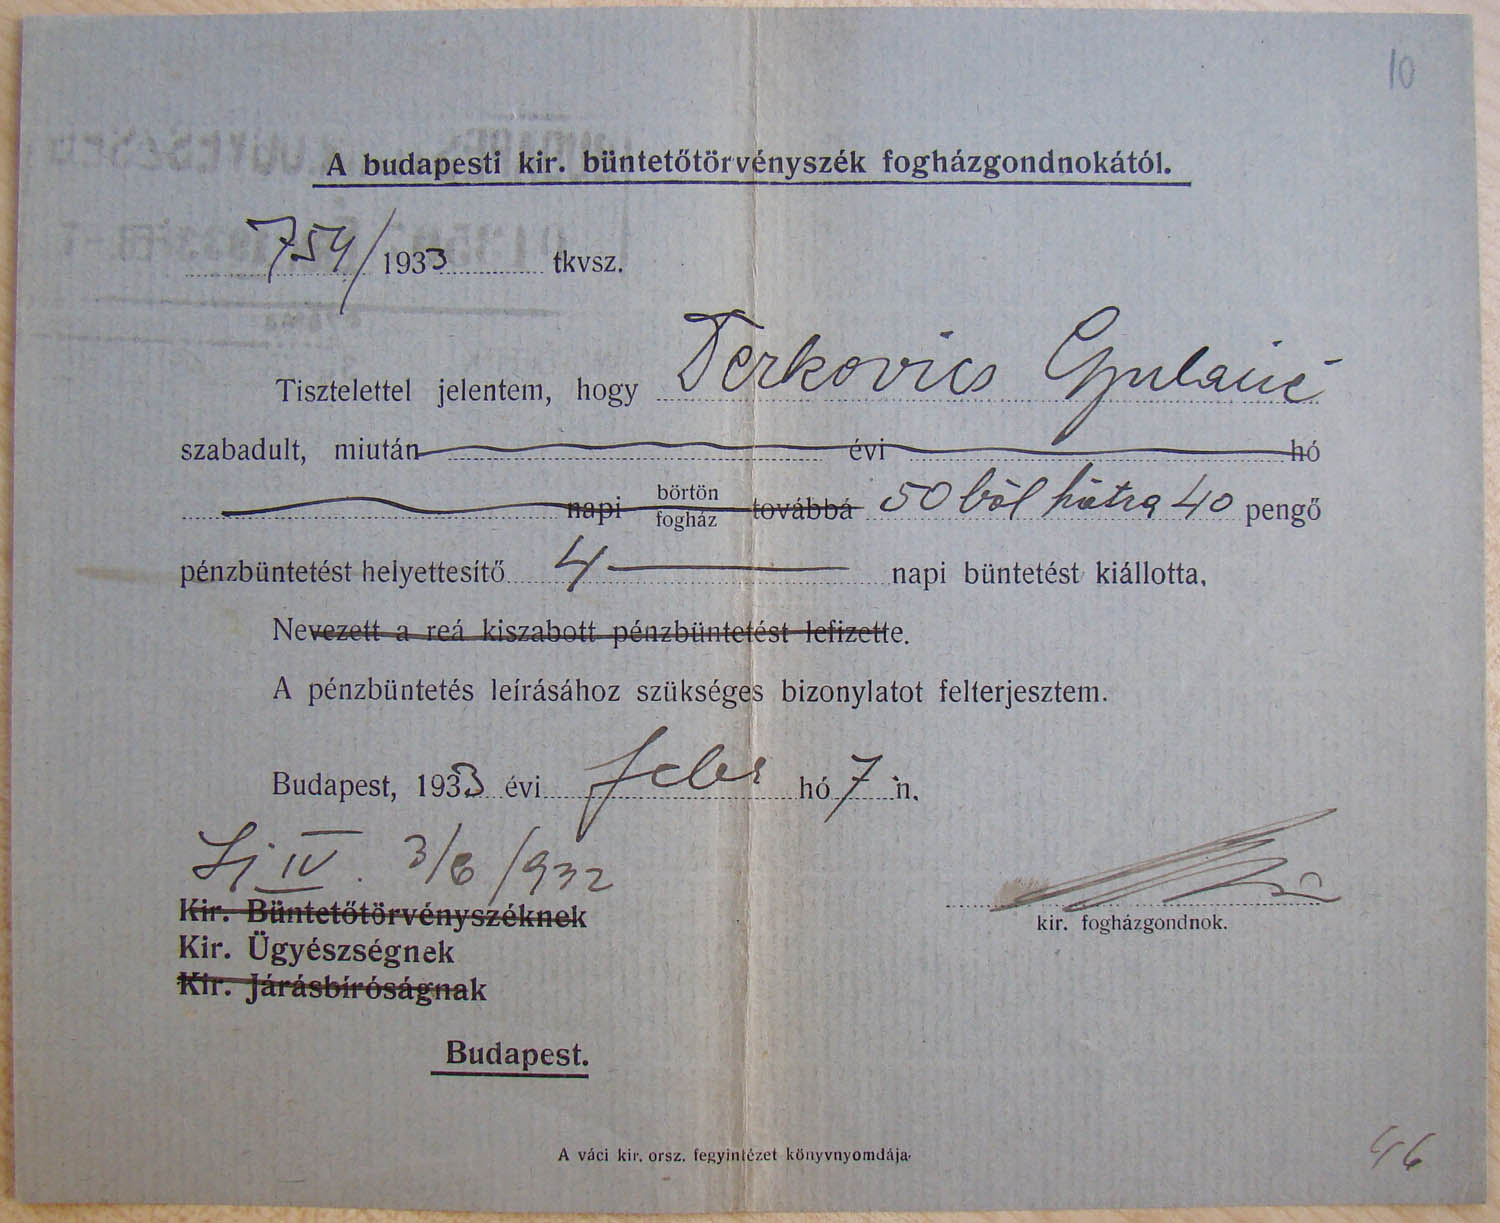 10
A budapesti kir. büntetőtörvényszék fogházgondnokától.
754/1933 tkvsz.
Tisztelettel jelentem, hogy Derkovics Gyuláné
szabadult, miután évi hó
napi börtön fogház továbbá 50 ből hátra 40 pengő
pénzbüntetést helyettesítő 4 napi büntetést kiállotta,
Nevezett a reá kiszabott pénzbüntetést lefizette.
A pénzbüntetés leírásához szükséges bizonylatot felterjesztem.
Budapest, 1933 évi febr hó 7 'n.
IV. 3/6/932
Kir. Büntetőtörvényszéknek
kir. fogházgondnok.
Kir. Ügyészségnek
Kir. Járásbíróságnak
Budapest.
A váci kir. orsz. fegyintézet könyvnyomdája.
46